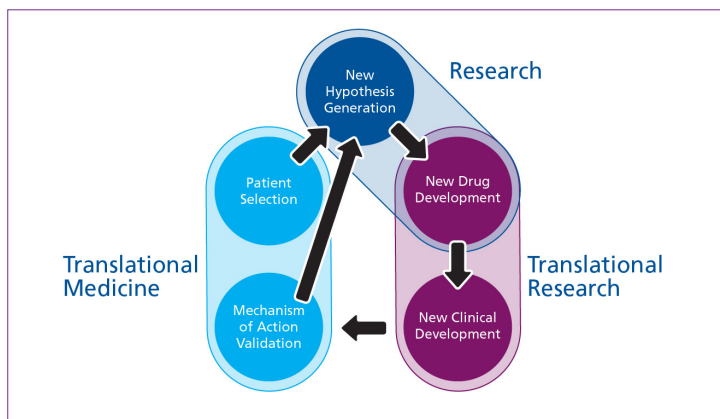 New
Hypothesis
Generation
Research
New Drug
Development
Translational
Research
New Clinical
Development
Mechanism
of Action
Validation
Patient
Selection
Translational
Medicine